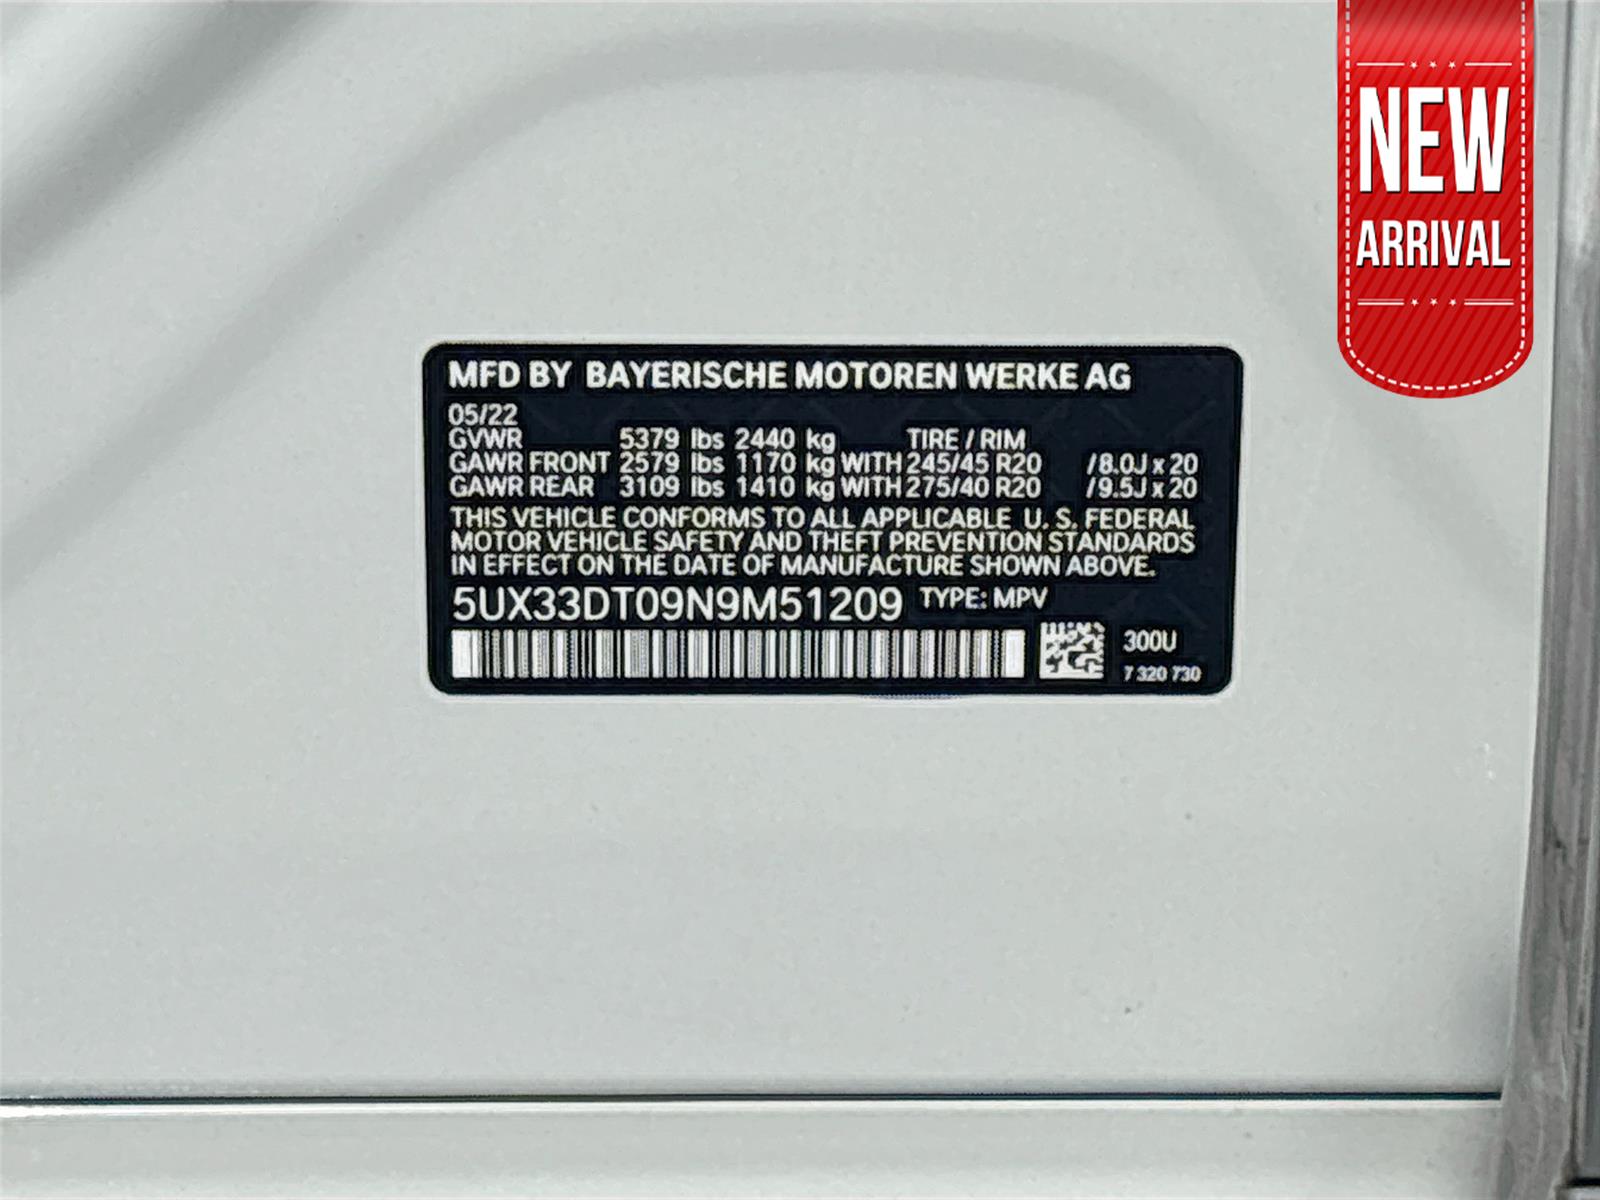 NEW
ARRIVAL
MFD BY BAYERISCHE MOTOREN WERKE AG
05/22
GVWR 5379 lbs 2440 kg TIRE / RIM
GAWR FRONT 2579 lbs 1170 kg WITH 245/45 R20 /8.0J x 20
GAWR REAR 3109 lbs 1410 kg WITH 275/40 R20 /9.5J x 20
THIS VEHICLE CONFORMS TO ALL APPLICABLE U. S. FEDERAL
MOTOR VEHICLE SAFETY AND THEFT PREVENTION STANDARDS
IN EFFECT ON THE DATE OF MANUFACTURE SHOWN ABOVE.
5UX33DT09N9M51209 TYPE: MPV
300U
7 320 730